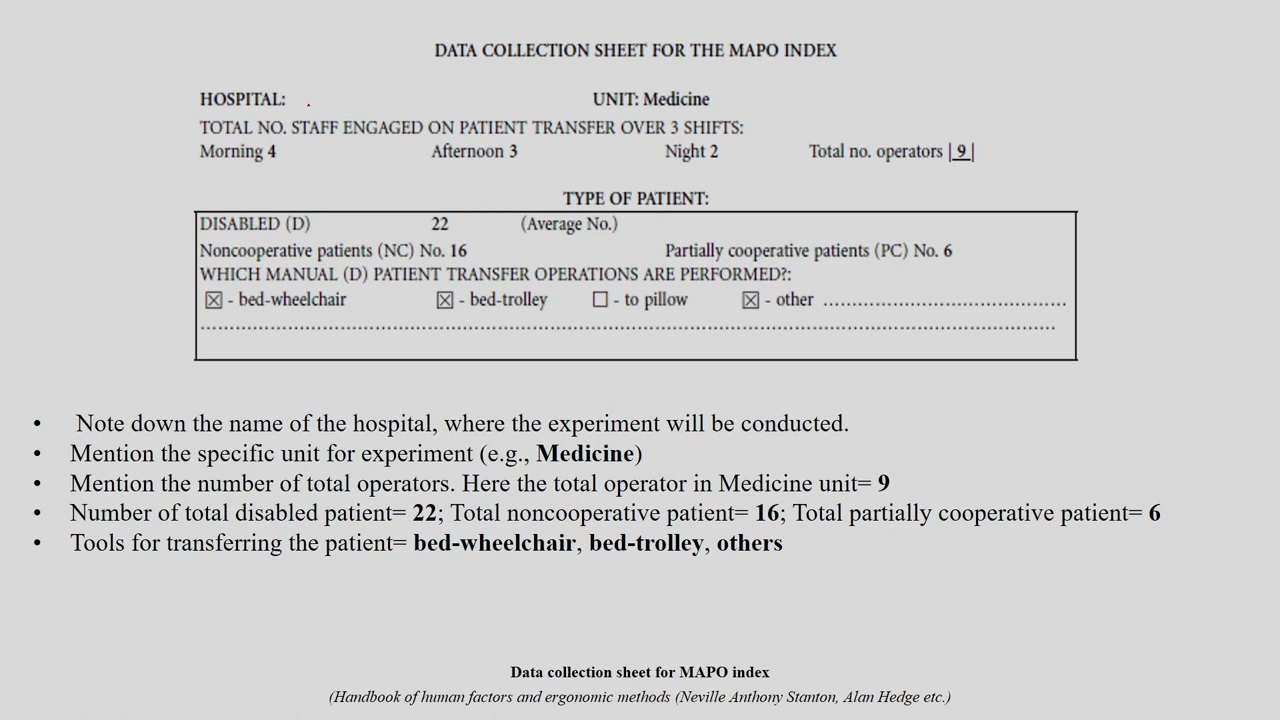 DATA COLLECTION SHEET FOR THE MAPO INDEX
HOSPITAL: UNIT: Medicine
TOTAL NO. STAFF ENGAGED ON PATIENT TRANSFER OVER 3 SHIFTS:
Morning 4 Afternoon 3 Night 2 Total no. operators |9|
TYPE OF PATIENT:
DISABLED (D) 22 (Average No.)
Noncooperative patients (NC) No. 16 Partially cooperative patients (PC) No. 6
WHICH MANUAL (D) PATIENT TRANSFER OPERATIONS ARE PERFORMED?:
☒ - bed-wheelchair ☒ - bed-trolley ☐ - to pillow ☒ - other ..........................................
..............................................................................................................
• Note down the name of the hospital, where the experiment will be conducted.
• Mention the specific unit for experiment (e.g., Medicine)
• Mention the number of total operators. Here the total operator in Medicine unit= 9
• Number of total disabled patient= 22; Total noncooperative patient= 16; Total partially cooperative patient= 6
• Tools for transferring the patient= bed-wheelchair, bed-trolley, others
Data collection sheet for MAPO index
(Handbook of human factors and ergonomic methods (Neville Anthony Stanton, Alan Hedge etc.)